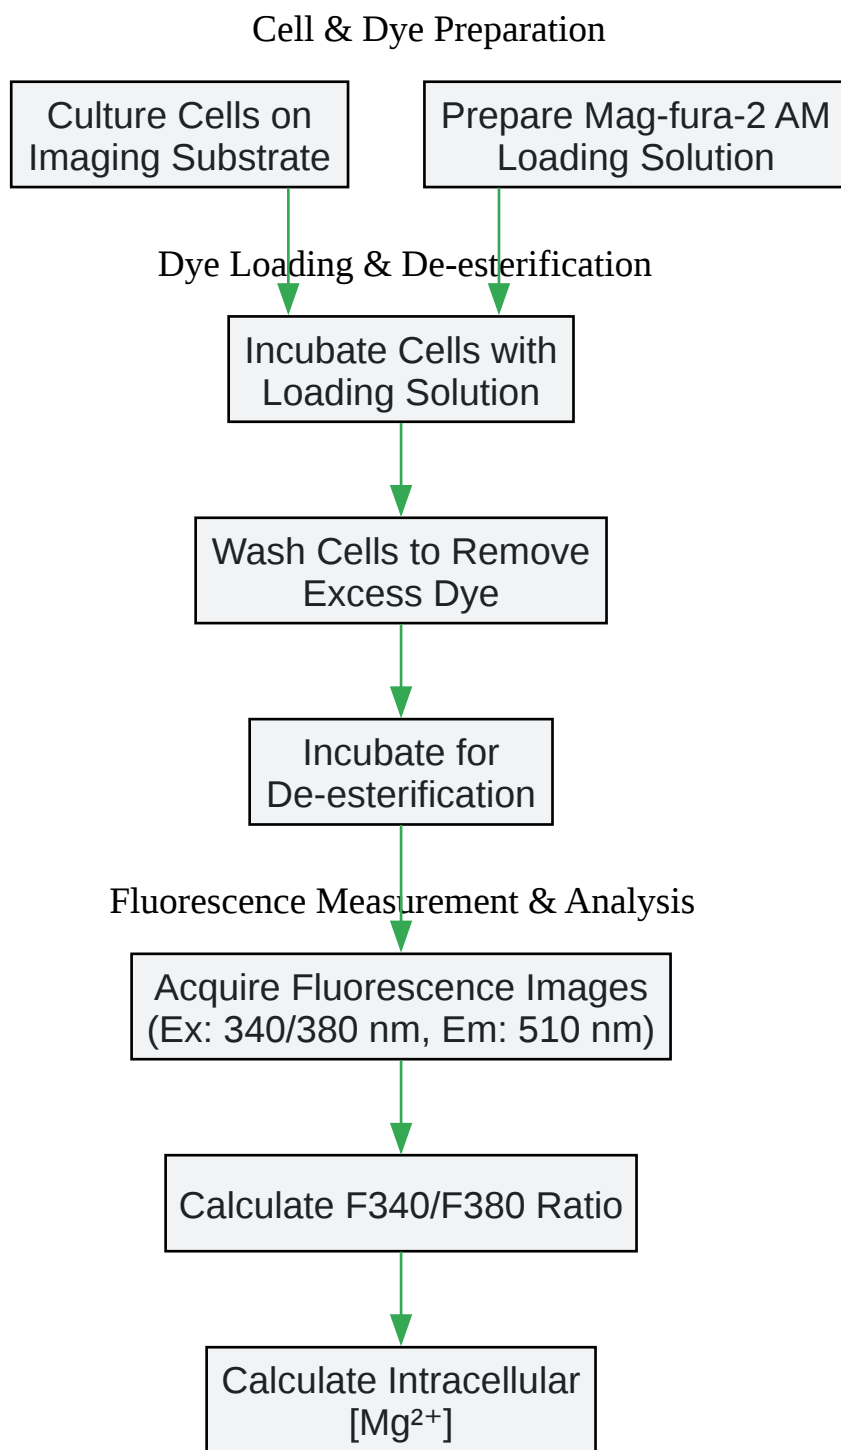 Cell & Dye Preparation
Culture Cells on
Imaging Substrate
Prepare Mag-fura-2 AM
Loading Solution
Dye Loading & De-esterification
Incubate Cells with
Loading Solution
Wash Cells to Remove
Excess Dye
Incubate for
De-esterification
Fluorescence Measurement & Analysis
Acquire Fluorescence Images
(Ex: 340/380 nm, Em: 510 nm)
Calculate F340/F380 Ratio
Calculate Intracellular
[Mg²⁺]